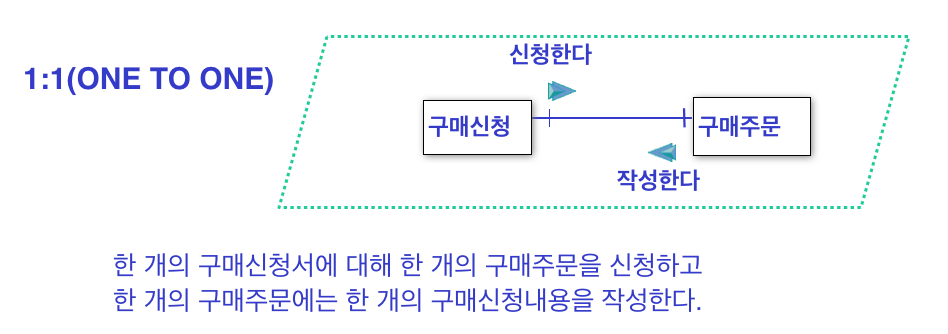 신청한다
1:1(ONE TO ONE)
구매신청
구매주문
작성한다
한 개의 구매신청서에 대해 한 개의 구매주문을 신청하고
한 개의 구매주문에는 한 개의 구매신청내용을 작성한다.